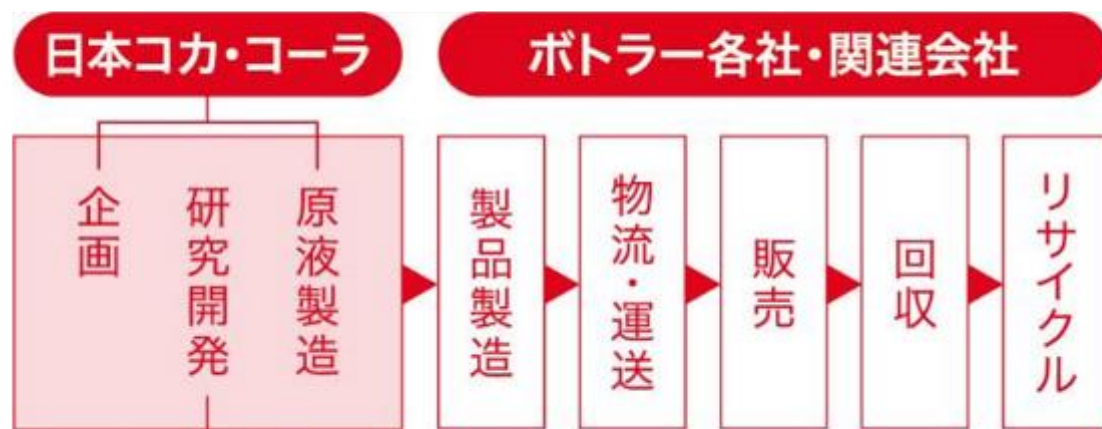 日本コカ・コーラ
ボトラー各社・関連会社
企画
研究開発
原液製造
製品製造
物流・運送
販売
回収
リサイクル